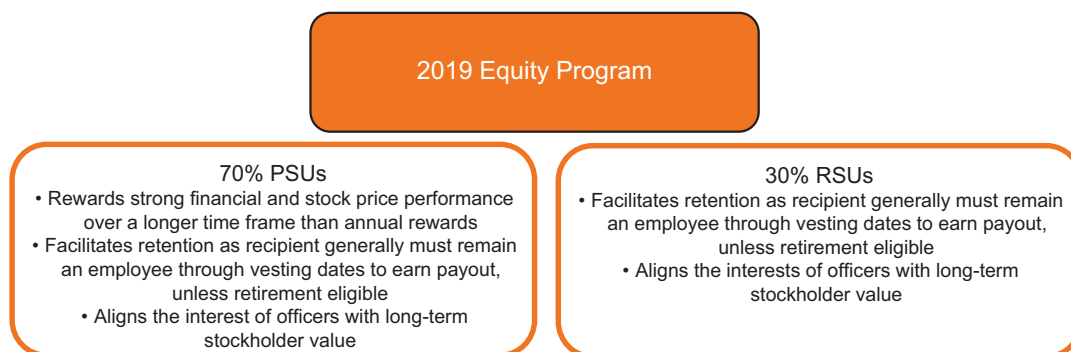 2019 Equity Program
70% PSUs
• Rewards strong financial and stock price performance
over a longer time frame than annual rewards
• Facilitates retention as recipient generally must remain
an employee through vesting dates to earn payout,
unless retirement eligible
• Aligns the interest of officers with long-term
stockholder value
30% RSUs
• Facilitates retention as recipient generally must remain
an employee through vesting dates to earn payout,
unless retirement eligible
• Aligns the interests of officers with long-term
stockholder value